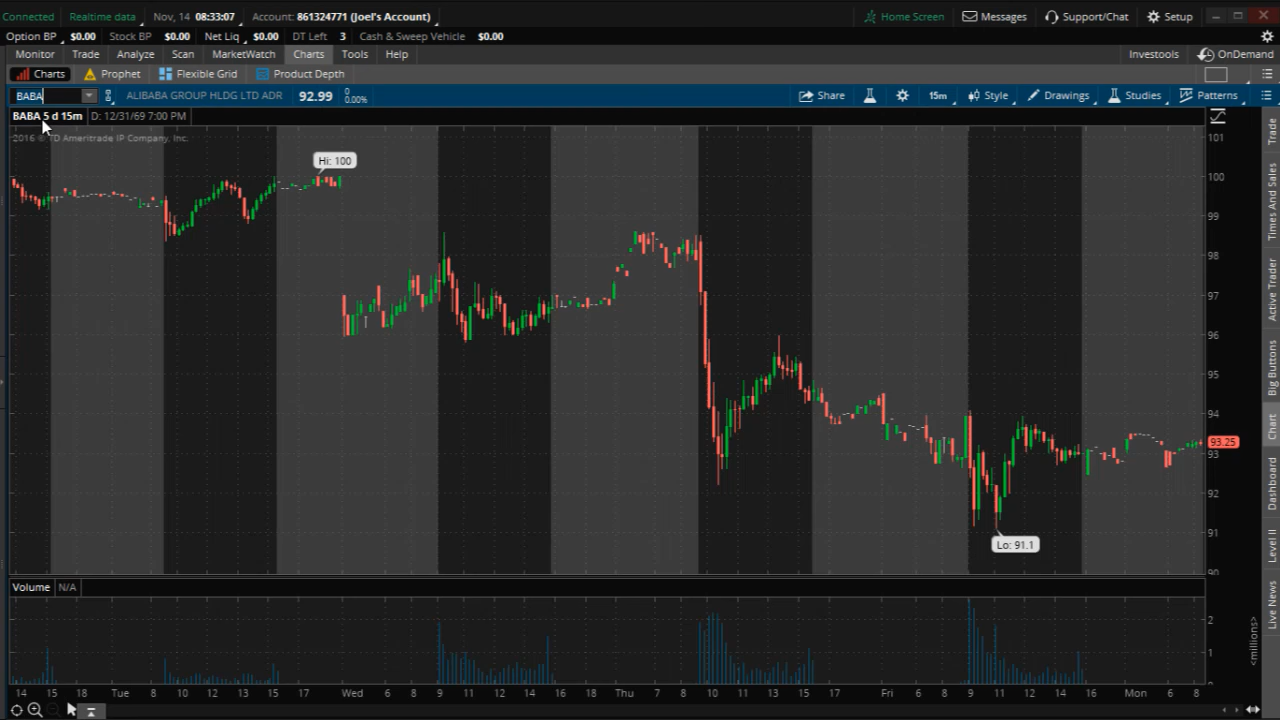 Connected Realtime data Nov, 14 08:33:07 Account: 861324771 (Joel's Account) Home Screen Messages Support/Chat Setup
Option BP $0.00 Stock BP $0.00 Net Liq $0.00 DT Left 3 Cash & Sweep Vehicle $0.00
Monitor Trade Analyze Scan MarketWatch Charts Tools Help Investools OnDemand
Charts Prophet Flexible Grid Product Depth
BABA ALIBABA GROUP HLDG LTD ADR 92.99 0 0.00% Share 15m Style Drawings Studies Patterns
BABA 5 d 15m D: 12/31/69 7:00 PM
2016 © TD Ameritrade IP Company, Inc.
Hi: 100
Lo: 91.1
101
100
99
98
97
96
95
94
93.25
93
92
91
90
Volume N/A
2
1
0
<millions>
14 15 18 Tue 8 10 12 13 15 17 Wed 6 8 9 11 12 14 16 18 Thu 7 8 10 11 13 15 17 Fri 6 8 9 11 12 14 16 Mon 6 8
Trade
Times And Sales
Active Trader
Big Buttons
Chart
Dashboard
Level II
Live News